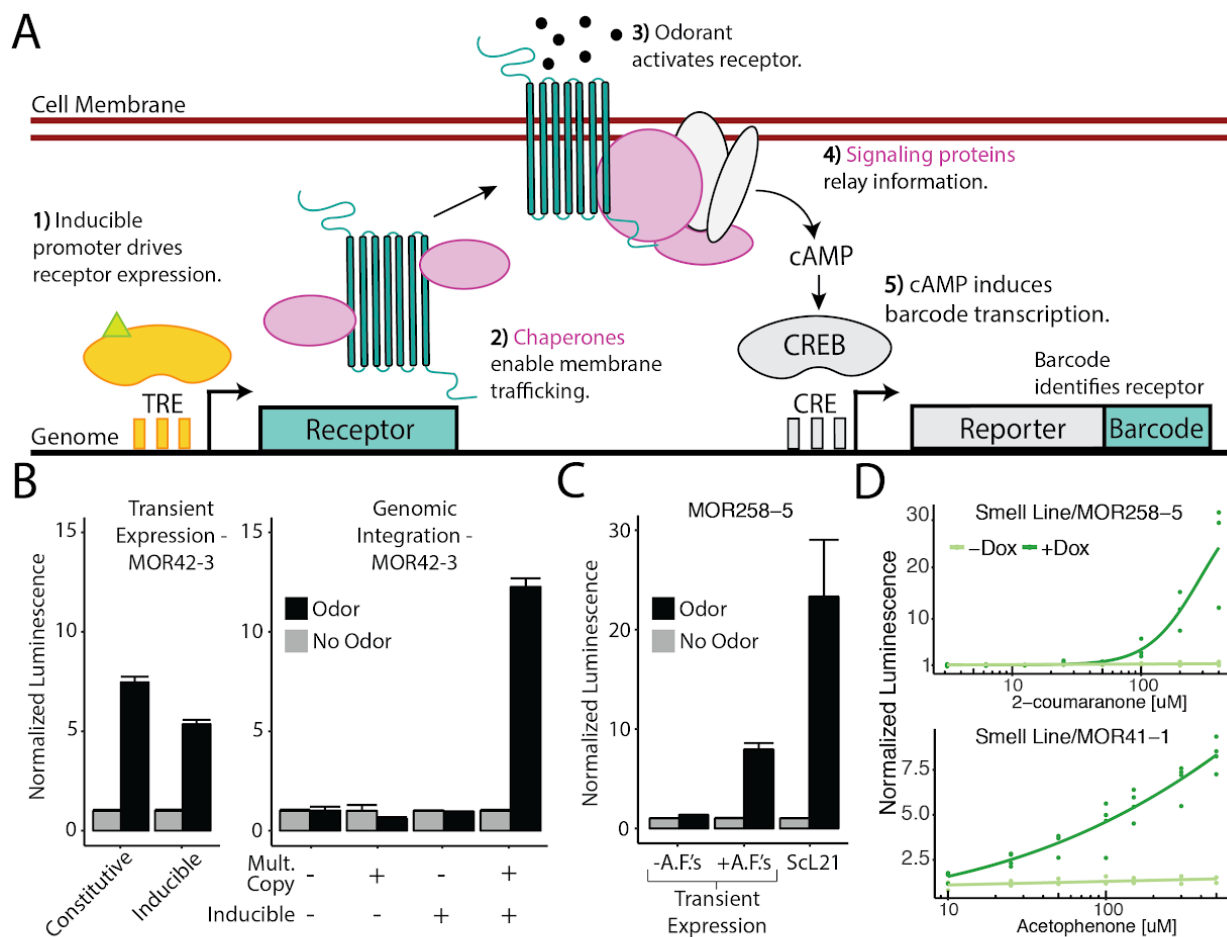 A
3) Odorant
activates receptor.
Cell Membrane
4) Signaling proteins
relay information.
1) Inducible
promoter drives
receptor expression.
cAMP
5) cAMP induces
barcode transcription.
2) Chaperones
enable membrane
trafficking.
CREB
Barcode
identifies receptor
TRE
CRE
Genome
Receptor
Reporter
Barcode
B
Transient
Expression -
MOR42-3
Genomic
Integration -
MOR42-3
Normalized Luminescence
15
10
5
0
15
10
5
0
Odor
No Odor
Constitutive
Inducible
Mult.
Copy
- + - +
Inducible
- - + +
C
MOR258-5
Normalized Luminescence
30
20
10
0
Odor
No Odor
-A.F.'s
+A.F.'s
ScL21
Transient
Expression
D
Normalized Luminescence
Smell Line/MOR258-5
-Dox
+Dox
30
20
10
1
10
100
2-coumaranone [uM]
Smell Line/MOR41-1
7.5
5.0
2.5
10
100
Acetophenone [uM]